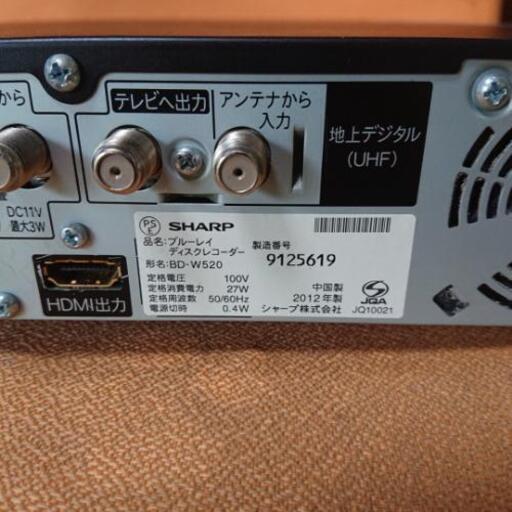 から
テレビへ出力
アンテナから
入力
地上デジタル
(UHF)
DC11V
最大3W
HDMI出力
PS
E
SHARP
品名:ブルーレイ
ディスクレコーダー
形名:BD-W520
定格電圧 100V
定格消費電力 27W
定格周波数 50/60Hz
電源切時 0.4W
製造番号
9125619
中国製
2012年製
シャープ株式会社
JQA
JQ10021